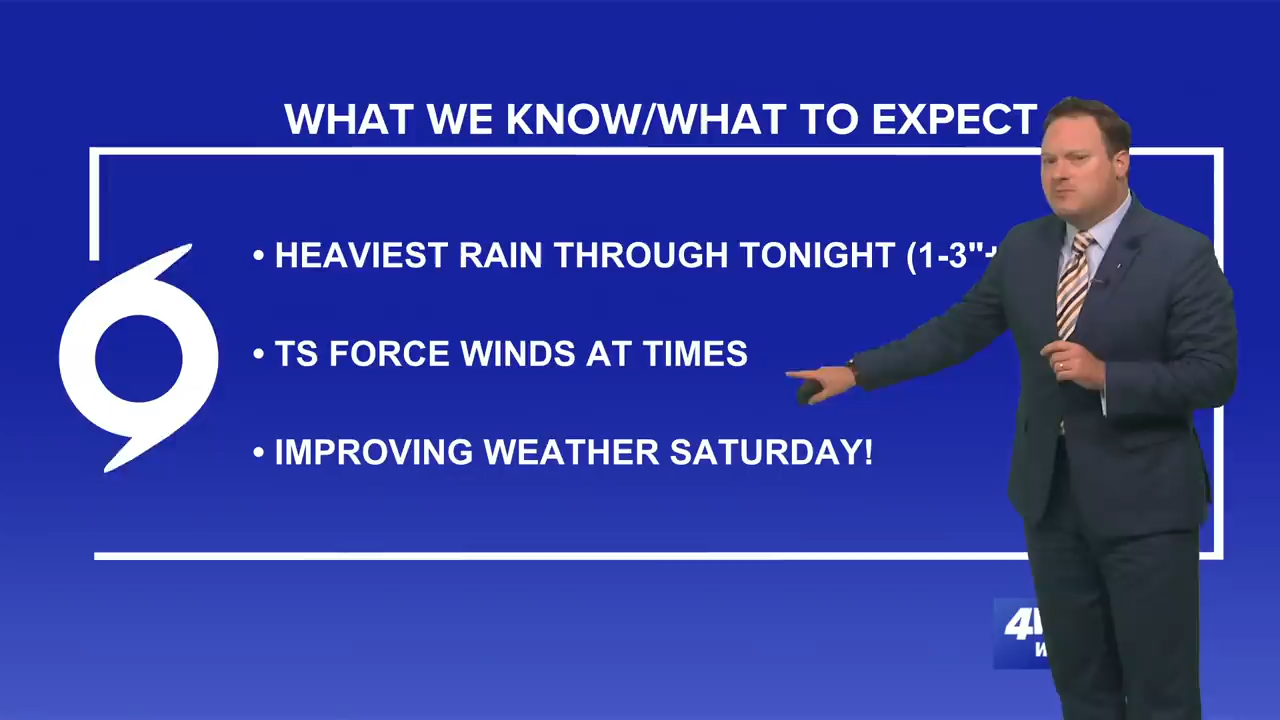 WHAT WE KNOW/WHAT TO EXPECT
• HEAVIEST RAIN THROUGH TONIGHT (1-3"+
• TS FORCE WINDS AT TIMES
• IMPROVING WEATHER SATURDAY!
4
W